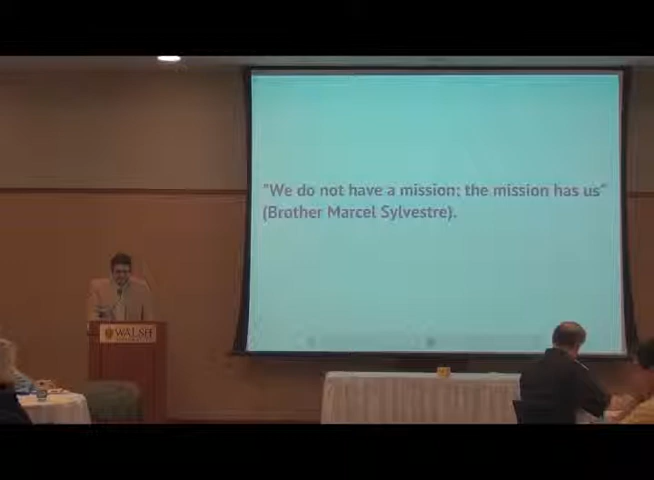 "We do not have a mission; the mission has us"
(Brother Marcel Sylvestre).
WALSH